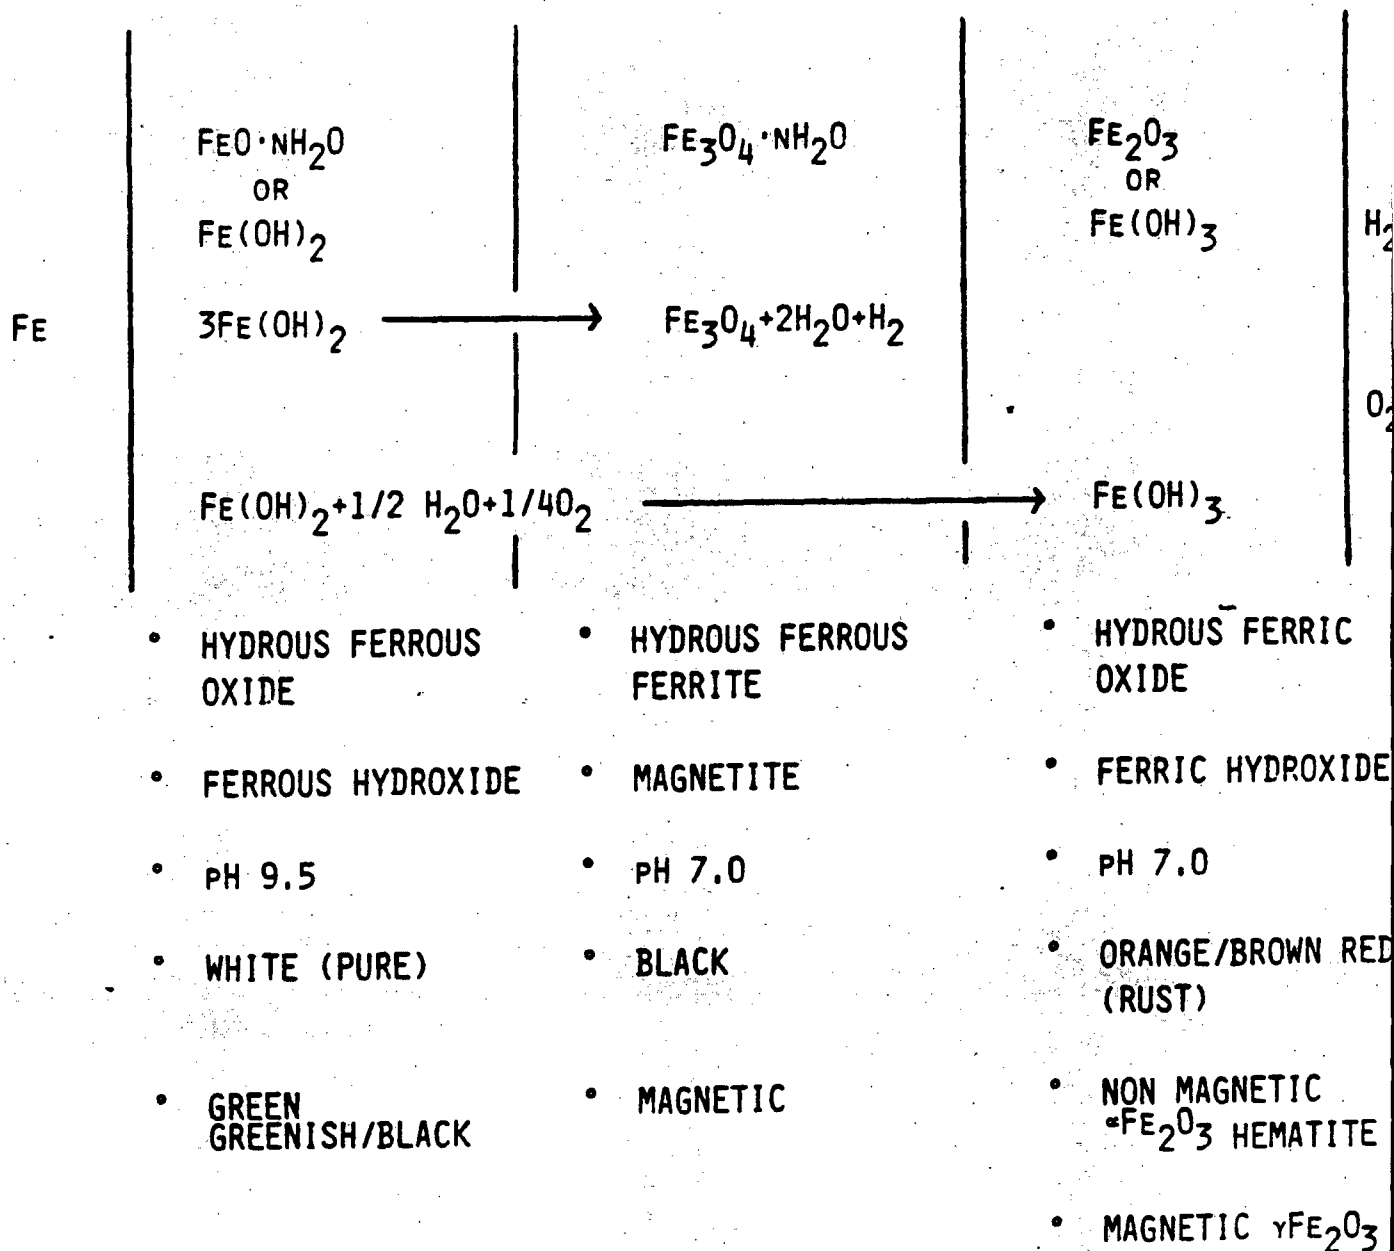 FeO·NH₂O
OR
Fe(OH)₂
Fe₃O₄·NH₂O
Fe₂O₃
OR
Fe(OH)₃
H₂
Fe
3Fe(OH)₂ → Fe₃O₄+2H₂O+H₂
O₂
Fe(OH)₂+1/2 H₂O+1/4O₂ → Fe(OH)₃
• HYDROUS FERROUS
OXIDE
• FERROUS HYDROXIDE
• pH 9.5
• WHITE (PURE)
• GREEN
GREENISH/BLACK
• HYDROUS FERROUS
FERRITE
• MAGNETITE
• pH 7.0
• BLACK
• MAGNETIC
• HYDROUS FERRIC
OXIDE
• FERRIC HYDROXIDE
• pH 7.0
• ORANGE/BROWN RED
(RUST)
• NON MAGNETIC
αFe₂O₃ HEMATITE
• MAGNETIC γFe₂O₃